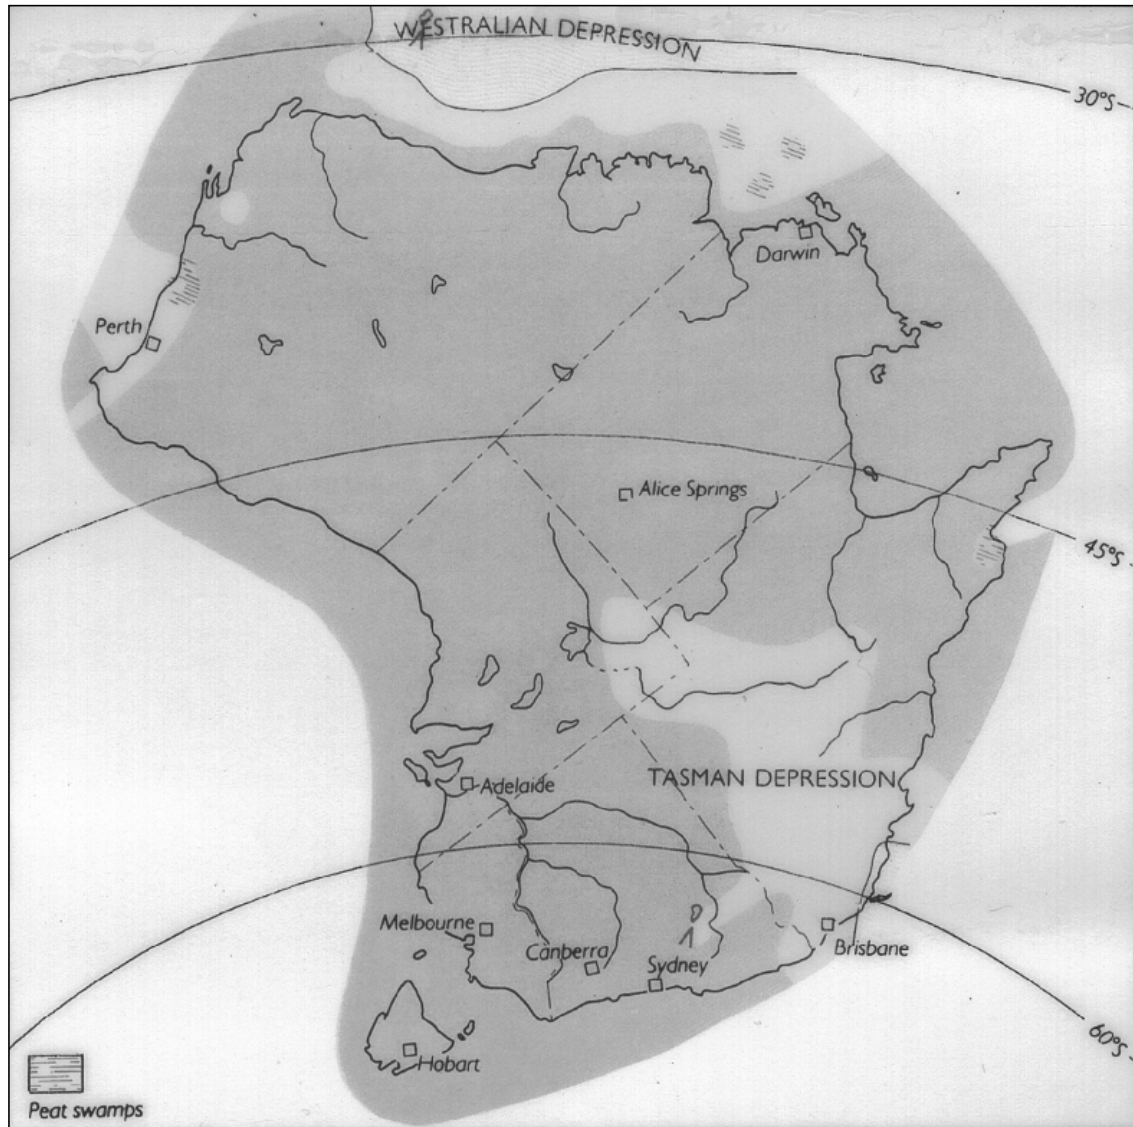 WESTRALIAN DEPRESSION
30°S
Darwin
Perth
Alice Springs
45°S
TASMAN DEPRESSION
Adelaide
Melbourne
Canberra
Sydney
Brisbane
Hobart
60°S
Peat swamps